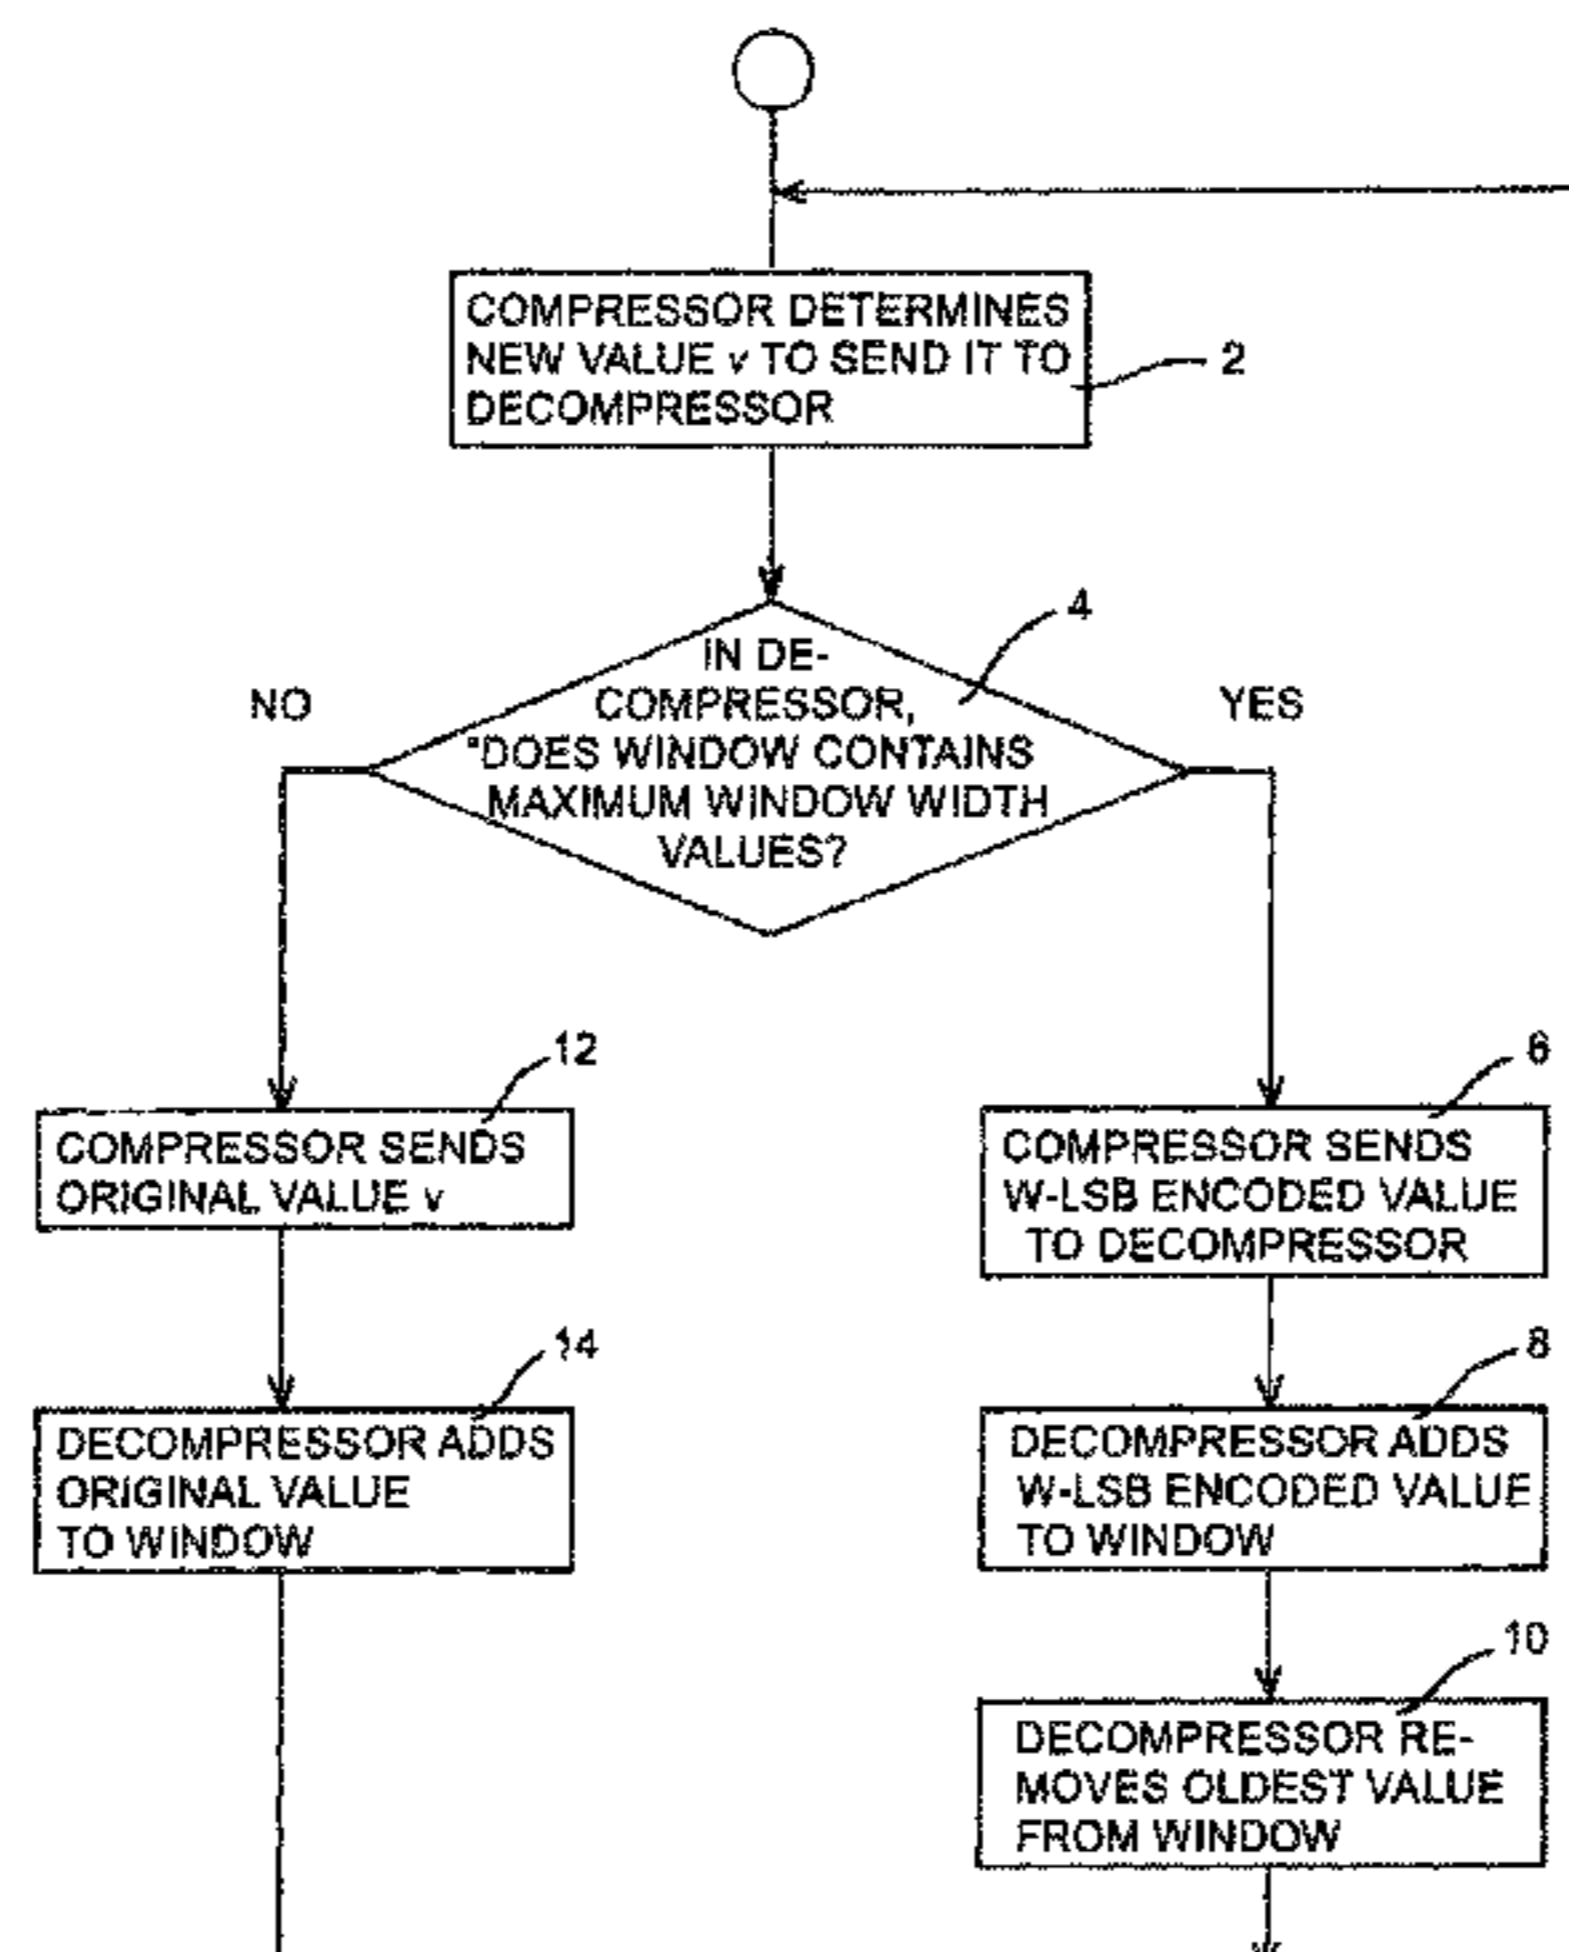 COMPRESSOR DETERMINES
NEW VALUE v TO SEND IT TO
DECOMPRESSOR
2
4
IN DE-
COMPRESSOR,
"DOES WINDOW CONTAINS
MAXIMUM WINDOW WIDTH
VALUES?
NO
YES
12
COMPRESSOR SENDS
ORIGINAL VALUE v
14
DECOMPRESSOR ADDS
ORIGINAL VALUE
TO WINDOW
6
COMPRESSOR SENDS
W-LSB ENCODED VALUE
TO DECOMPRESSOR
8
DECOMPRESSOR ADDS
W-LSB ENCODED VALUE
TO WINDOW
10
DECOMPRESSOR RE-
MOVES OLDEST VALUE
FROM WINDOW